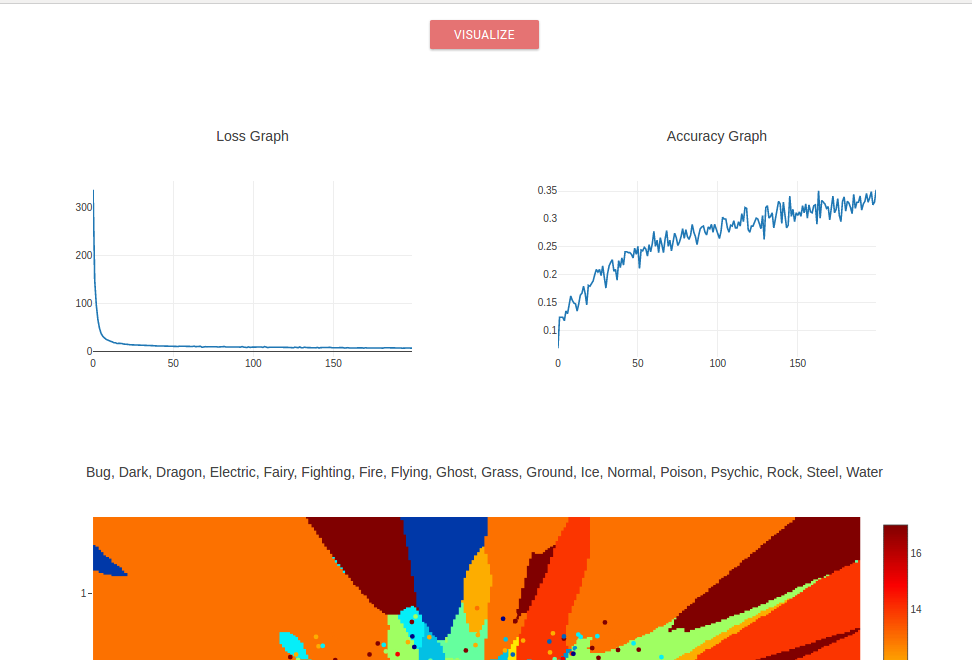 VISUALIZE
Loss Graph
Accuracy Graph
300
200
100
0
0 50 100 150
0.35
0.3
0.25
0.2
0.15
0.1
0 50 100 150
Bug, Dark, Dragon, Electric, Fairy, Fighting, Fire, Flying, Ghost, Grass, Ground, Ice, Normal, Poison, Psychic, Rock, Steel, Water
1
16
14